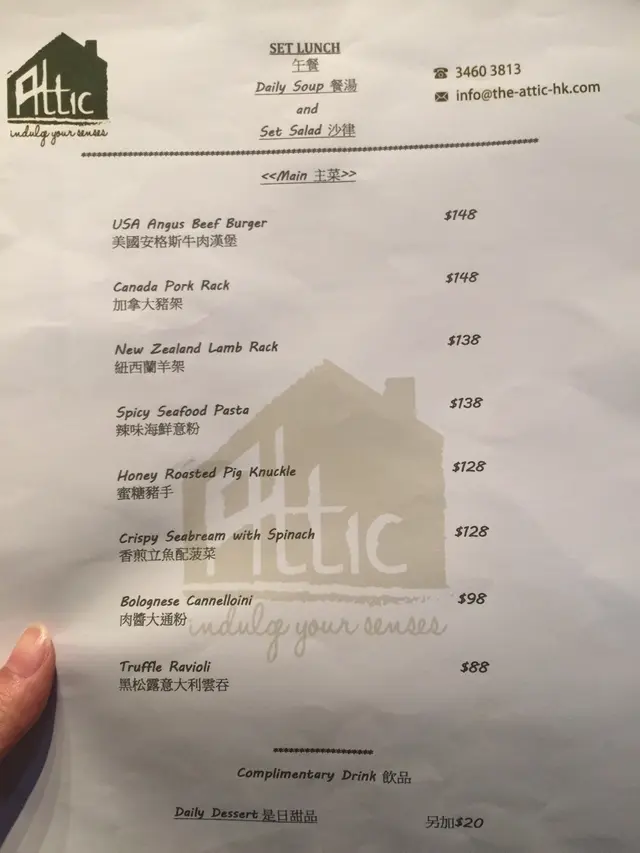 Attic
indulg your senses
SET LUNCH
午餐
Daily Soup 餐湯
and
Set Salad 沙律
3460 3813
info@the-attic-hk.com
<<Main 主菜>>
USA Angus Beef Burger $148
美國安格斯牛肉漢堡
Canada Pork Rack $148
加拿大豬架
New Zealand Lamb Rack $138
紐西蘭羊架
Spicy Seafood Pasta $138
辣味海鮮意粉
Honey Roasted Pig Knuckle $128
蜜糖豬手
Crispy Seabream with Spinach $128
香煎立魚配菠菜
Attic
Bolognese Cannelloini $98
肉醬大通粉
indulg your senses
Truffle Ravioli $88
黑松露意大利雲吞
Complimentary Drink 飲品
Daily Dessert 是日甜品 另加$20